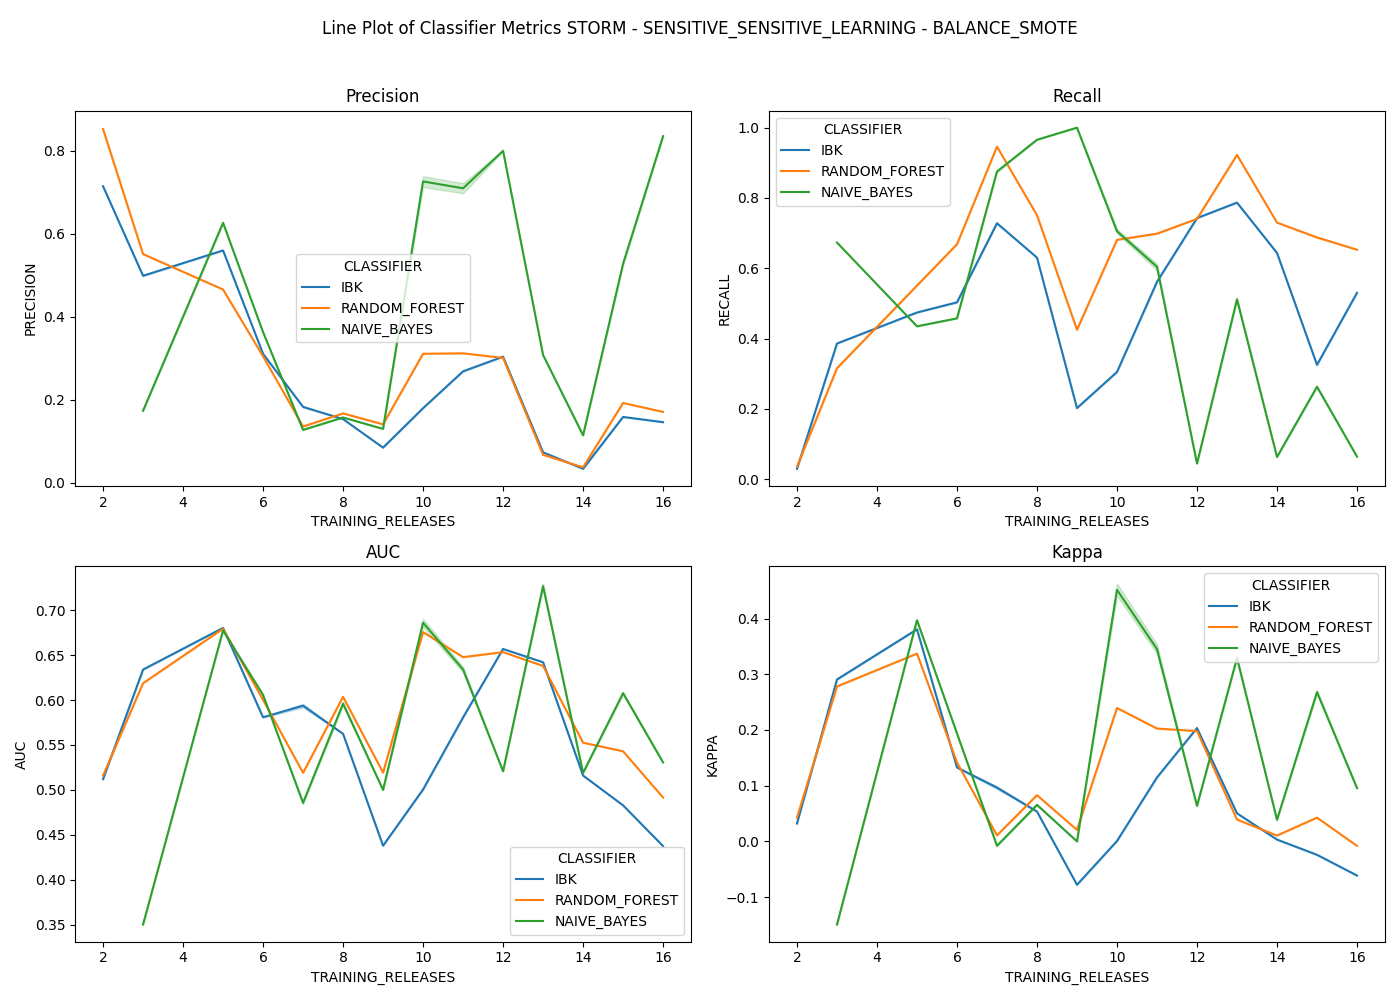 Line Plot of Classifier Metrics STORM - SENSITIVE_SENSITIVE_LEARNING - BALANCE_SMOTE
Precision
PRECISION
0.8
0.6
0.4
0.2
0.0
CLASSIFIER
IBK
RANDOM_FOREST
NAIVE_BAYES
2 4 6 8 10 12 14 16
TRAINING_RELEASES
Recall
RECALL
1.0
0.8
0.6
0.4
0.2
0.0
CLASSIFIER
IBK
RANDOM_FOREST
NAIVE_BAYES
2 4 6 8 10 12 14 16
TRAINING_RELEASES
AUC
AUC
0.70
0.65
0.60
0.55
0.50
0.45
0.40
0.35
CLASSIFIER
IBK
RANDOM_FOREST
NAIVE_BAYES
2 4 6 8 10 12 14 16
TRAINING_RELEASES
Kappa
KAPPA
0.4
0.3
0.2
0.1
0.0
−0.1
CLASSIFIER
IBK
RANDOM_FOREST
NAIVE_BAYES
2 4 6 8 10 12 14 16
TRAINING_RELEASES